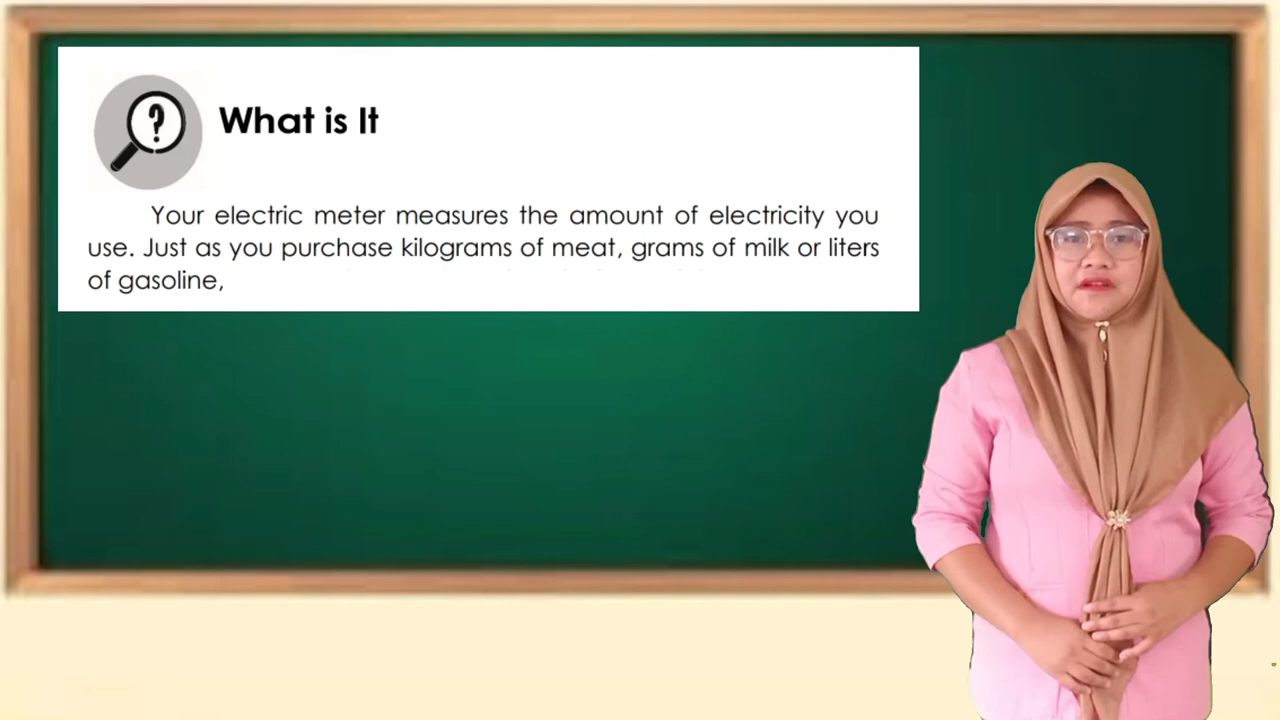 What is It
Your electric meter measures the amount of electricity you
use. Just as you purchase kilograms of meat, grams of milk or liters
of gasoline,